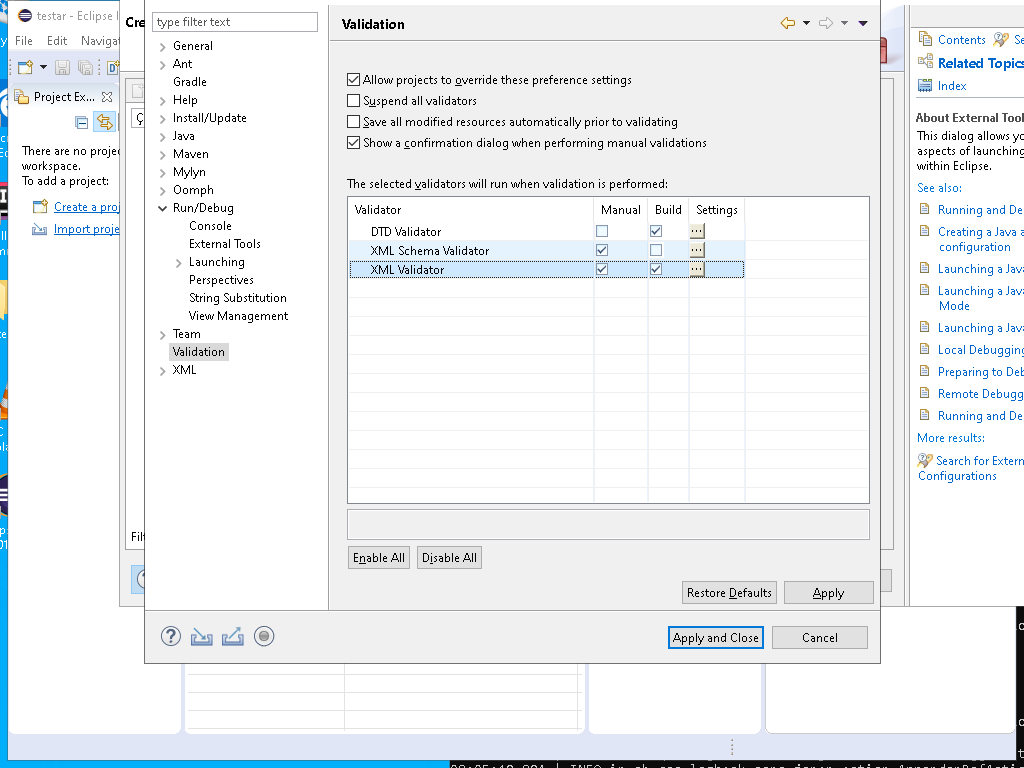 testar - Eclipse
File Edit Navigat
Project Ex...
There are no proje
workspace.
To add a project:
Create a proj
Import proje
Cre
type filter text
General
Ant
Gradle
Help
Install/Update
Java
Maven
Mylyn
Oomph
Run/Debug
Console
External Tools
Launching
Perspectives
String Substitution
View Management
Team
Validation
XML
Validation
Allow projects to override these preference settings
Suspend all validators
Save all modified resources automatically prior to validating
Show a confirmation dialog when performing manual validations
The selected validators will run when validation is performed:
Validator Manual Build Settings
DTD Validator ...
XML Schema Validator ...
XML Validator ...
Enable All Disable All
Restore Defaults Apply
Apply and Close Cancel
Contents Se
Related Topics
Index
About External Tool
This dialog allows yo
aspects of launching
within Eclipse.
See also:
Running and De
Creating a Java a
configuration
Launching a Java
Launching a Java
Mode
Launching a Java
Local Debugging
Preparing to Deb
Remote Debugg
Running and De
More results:
Search for Extern
Configurations